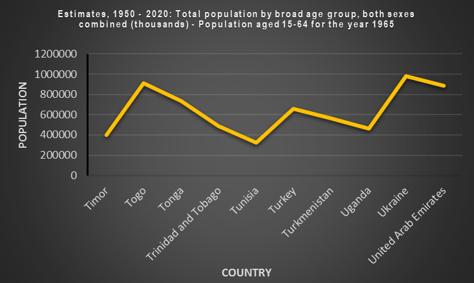 Estimates, 1950 - 2020: Total population by broad age group, both sexes
combined (thousands) - Population aged 15-64 for the year 1965
1200000
1000000
800000
600000
400000
200000
0
POPULATION
Timor
Togo
Tonga
Trinidad and Tobago
Tunisia
Turkey
Turkmenistan
Uganda
Ukraine
United Arab Emirates
COUNTRY